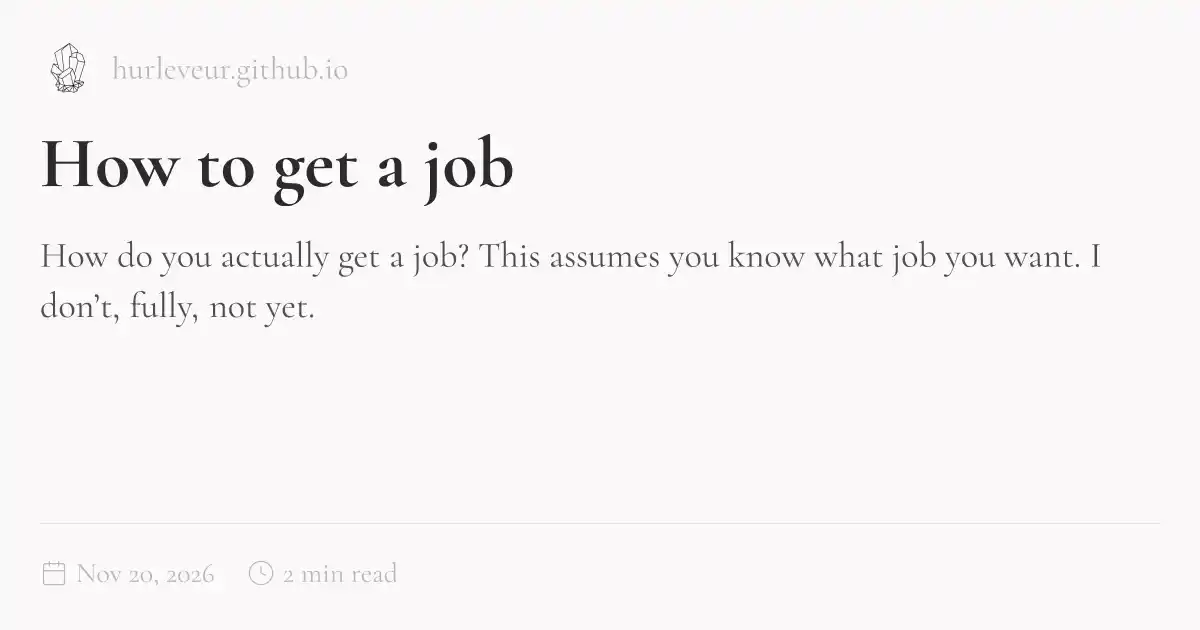 hurleveur.github.io
How to get a job
How do you actually get a job? This assumes you know what job you want. I
don’t, fully, not yet.
Nov 20, 2026 2 min read